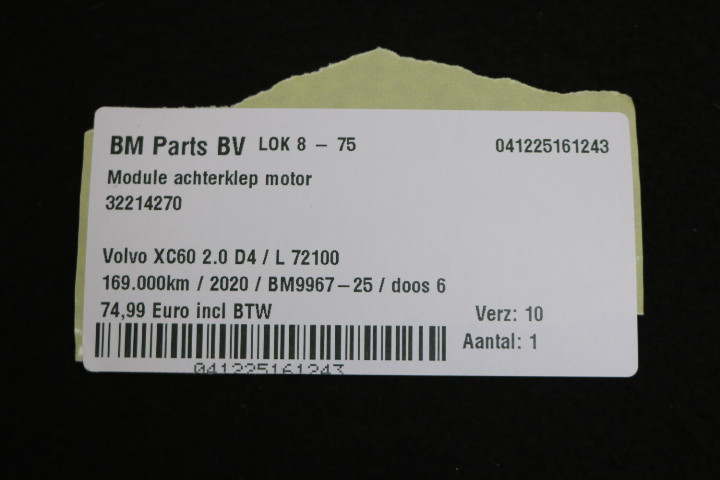 BM Parts BV LOK 8 - 75 041225161243
Module achterklep motor
32214270
Volvo XC60 2.0 D4 / L 72100
169.000km / 2020 / BM9967-25 / doos 6
74,99 Euro incl BTW Verz: 10
Aantal: 1
041225161243